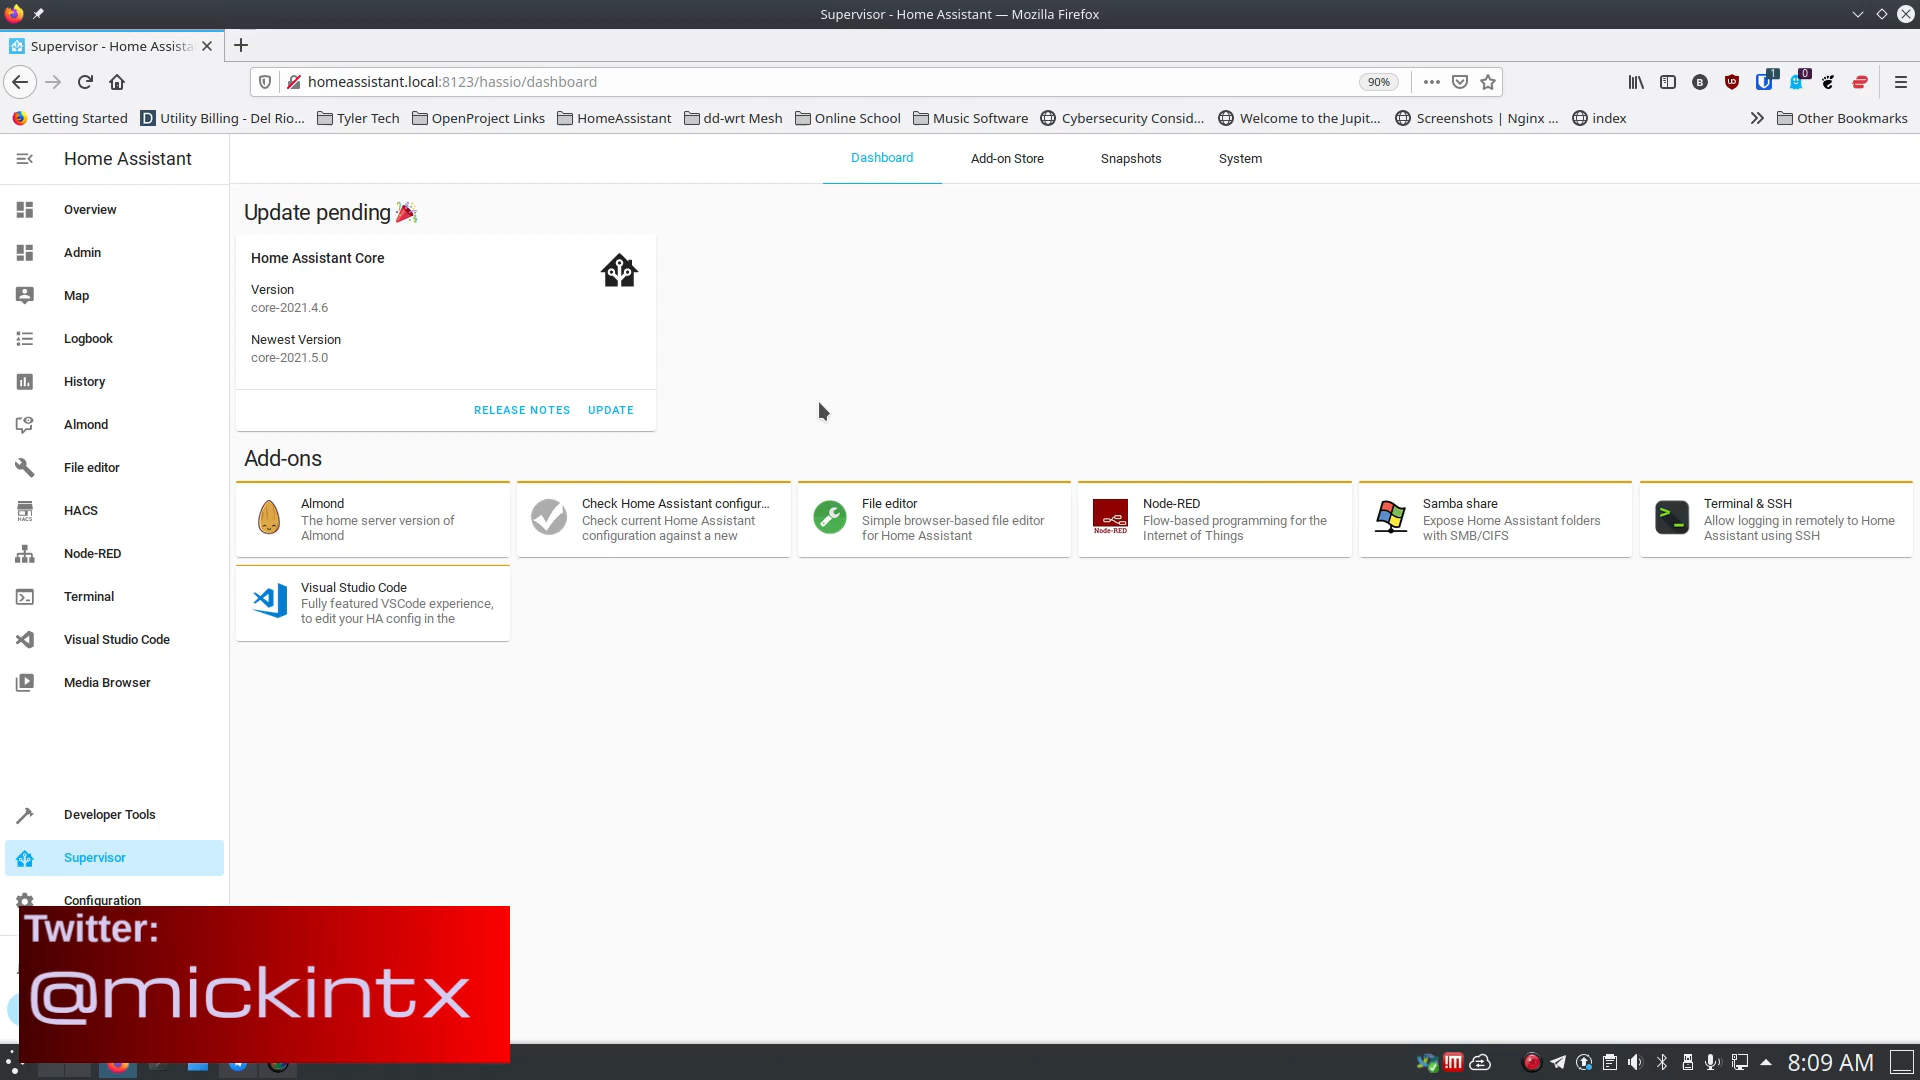 Supervisor - Home Assistant — Mozilla Firefox
Supervisor - Home Assista
homeassistant.local:8123/hassio/dashboard
90%
1
0
Getting Started
Utility Billing - Del Rio...
Tyler Tech
OpenProject Links
HomeAssistant
dd-wrt Mesh
Online School
Music Software
Cybersecurity Consid...
Welcome to the Jupit...
Screenshots | Nginx ...
index
Other Bookmarks
Home Assistant
Dashboard
Add-on Store
Snapshots
System
Overview
Admin
Map
Logbook
History
Almond
File editor
HACS
HACS
Node-RED
Terminal
Visual Studio Code
Media Browser
Developer Tools
Supervisor
Configuration
Update pending
Home Assistant Core
Version
core-2021.4.6
Newest Version
core-2021.5.0
RELEASE NOTES
UPDATE
Add-ons
Almond
The home server version of
Almond
Check Home Assistant configur...
Check current Home Assistant
configuration against a new
File editor
Simple browser-based file editor
for Home Assistant
Node-RED
Node-RED
Flow-based programming for the
Internet of Things
Samba share
Expose Home Assistant folders
with SMB/CIFS
Terminal & SSH
Allow logging in remotely to Home
Assistant using SSH
Visual Studio Code
Fully featured VSCode experience,
to edit your HA config in the
Twitter:
@mickintx
8:09 AM